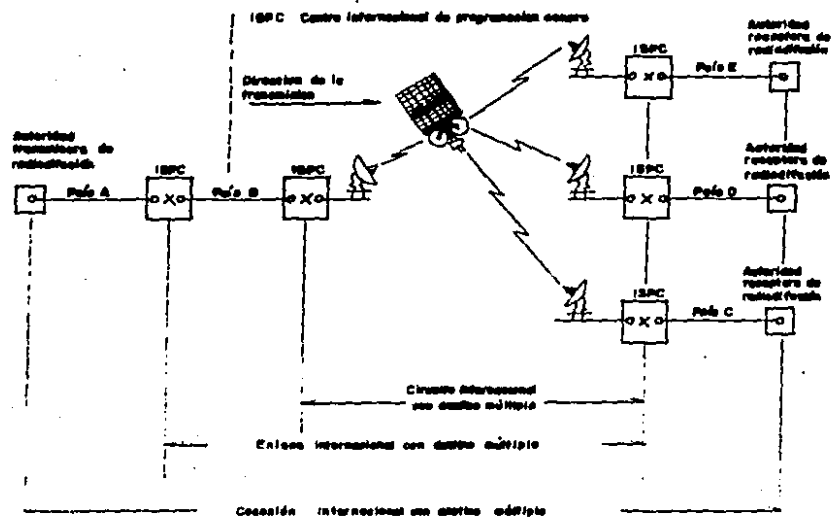 ISPC Centro internacional de programación sonora
Dirección de la
transmisión
Autoridad
transmisora de
radiodifusión
País A
ISPC
País B
ISPC
ISPC
País E
Autoridad
receptora de
radiodifusión
ISPC
País D
Autoridad
receptora de
radiodifusión
ISPC
País C
Autoridad
receptora de
radiodifusión
Circuito internacional
con destino múltiple
Enlace internacional con destino múltiple
Conexión internacional con destino múltiple